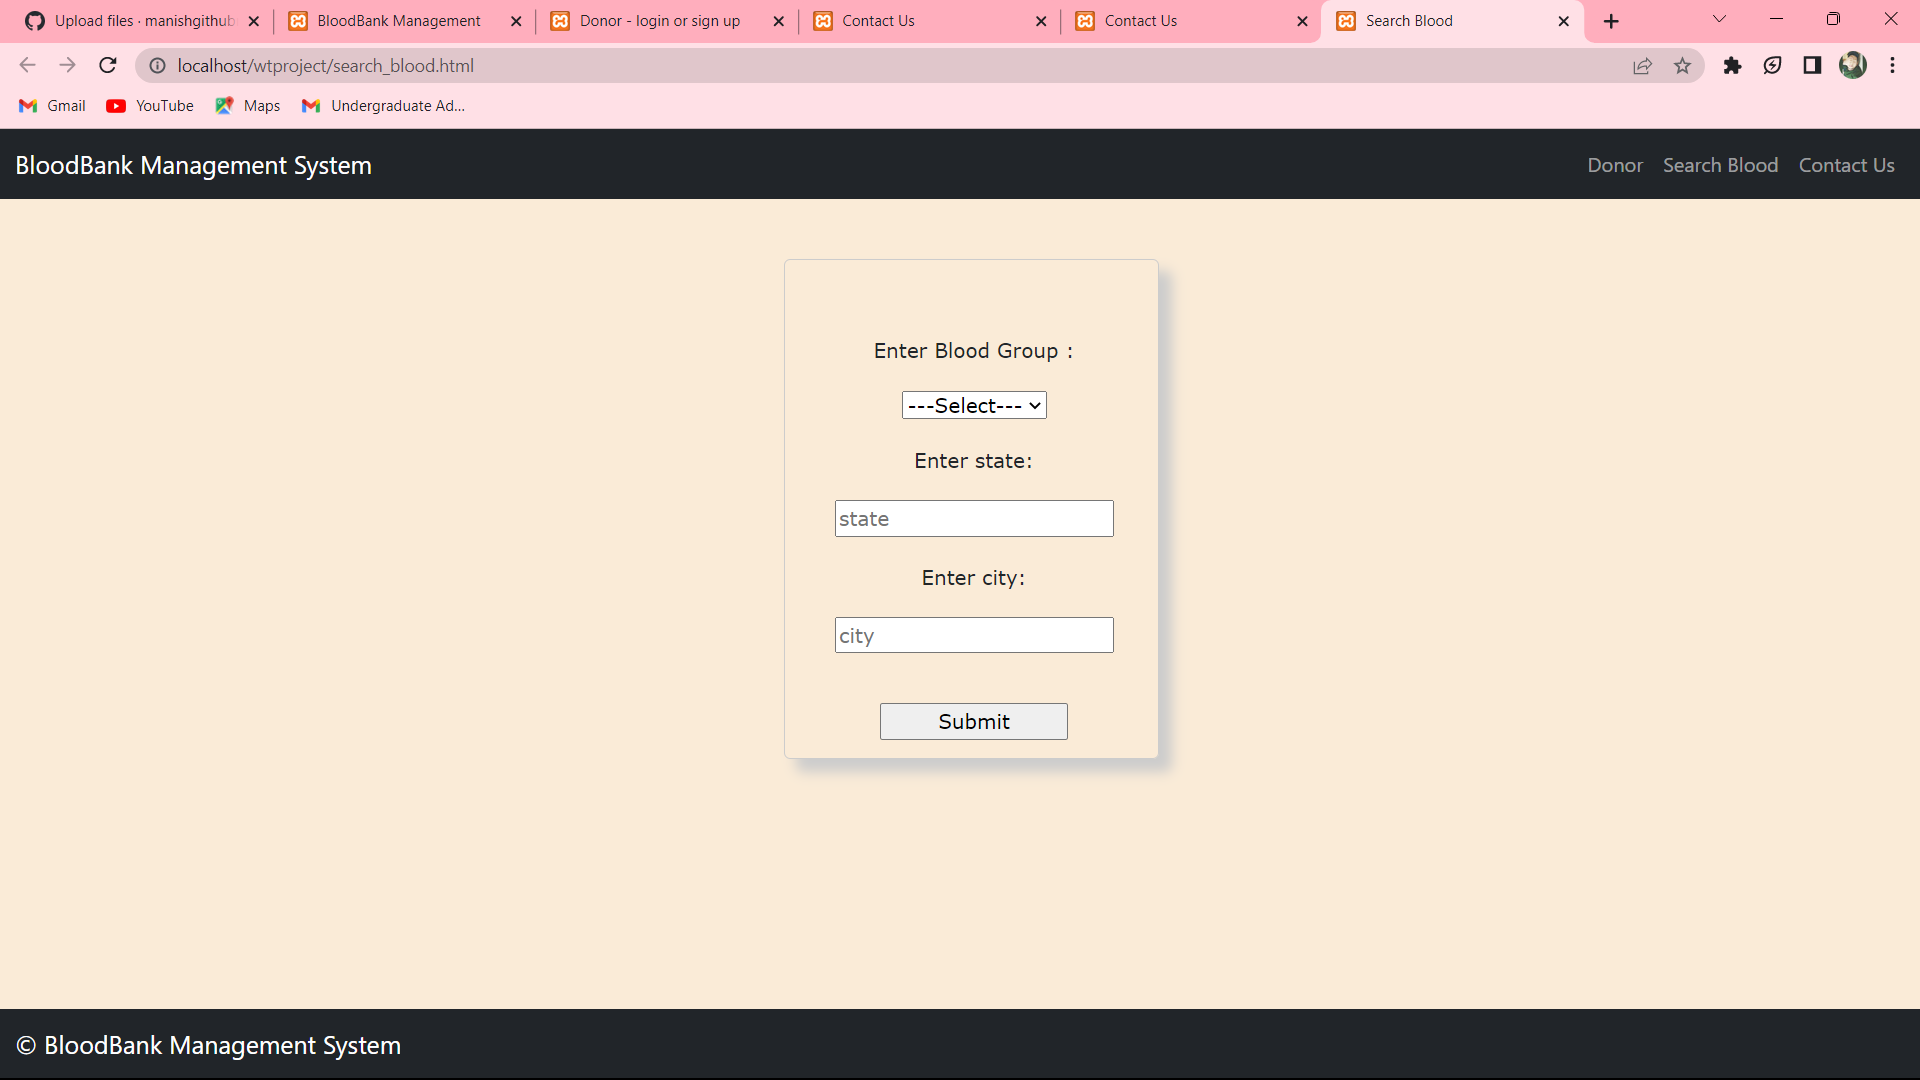 Upload files · manishgithub
BloodBank Management
Donor - login or sign up
Contact Us
Contact Us
Search Blood
localhost/wtproject/search_blood.html
Gmail
YouTube
Maps
Undergraduate Ad...
BloodBank Management System
Donor
Search Blood
Contact Us
Enter Blood Group :
---Select---
Enter state:
state
Enter city:
city
Submit
© BloodBank Management System